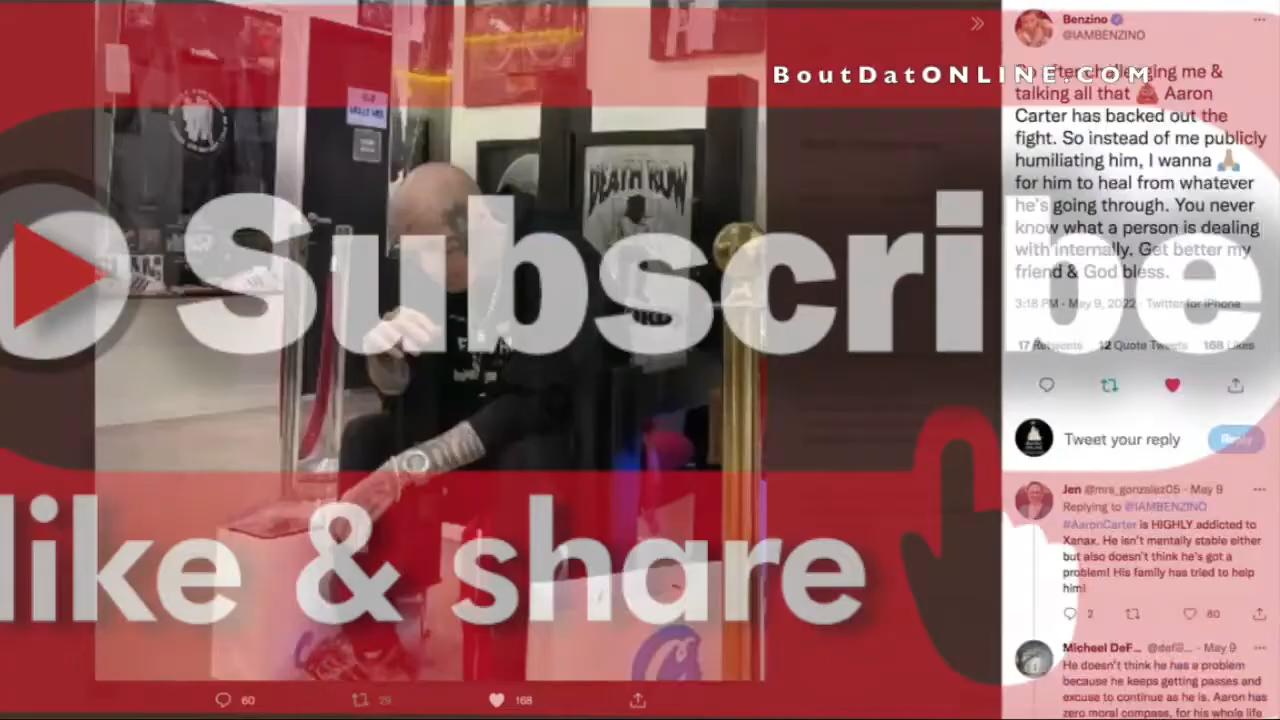 BoutDatONLINE.COM
Subscribe
like & share
DEATH ROW
60
29
168
Benzino
@IAMBENZINO
after challenging me &
talking all that 💩 Aaron
Carter has backed out the
fight. So instead of me publicly
humiliating him, I wanna 🙏🏽
for him to heal from whatever
he's going through. You never
know what a person is dealing
with internally. Get better my
friend & God bless.
3:18 PM · May 9, 2022 · Twitter for iPhone
17 Retweets 12 Quote Tweets 168 Likes
Tweet your reply
Reply
Jen @mrs_gonzalez05 · May 9
Replying to @IAMBENZINO
#AaronCarter is HIGHLY addicted to
Xanax. He isn't mentally stable either
but also doesn't think he's got a
problem! His family has tried to help
him!
2
80
Michael DeF... · May 9
He doesn't think he has a problem
because he keeps getting passes and
excuse to continue as he is. Aaron has
zero moral compass, for his whole life